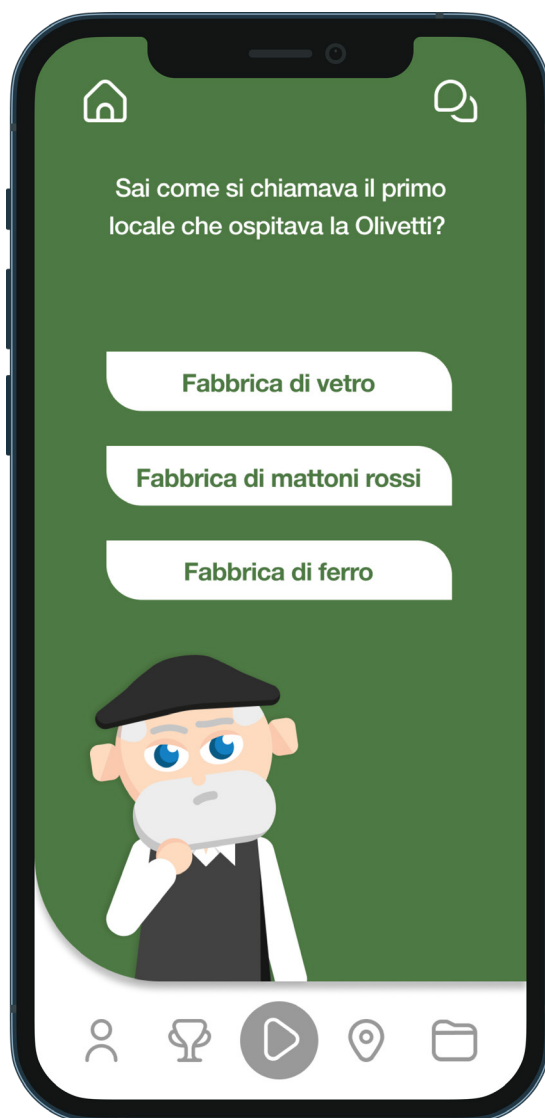 Sai come si chiamava il primo
locale che ospitava la Olivetti?
Fabbrica di vetro
Fabbrica di mattoni rossi
Fabbrica di ferro